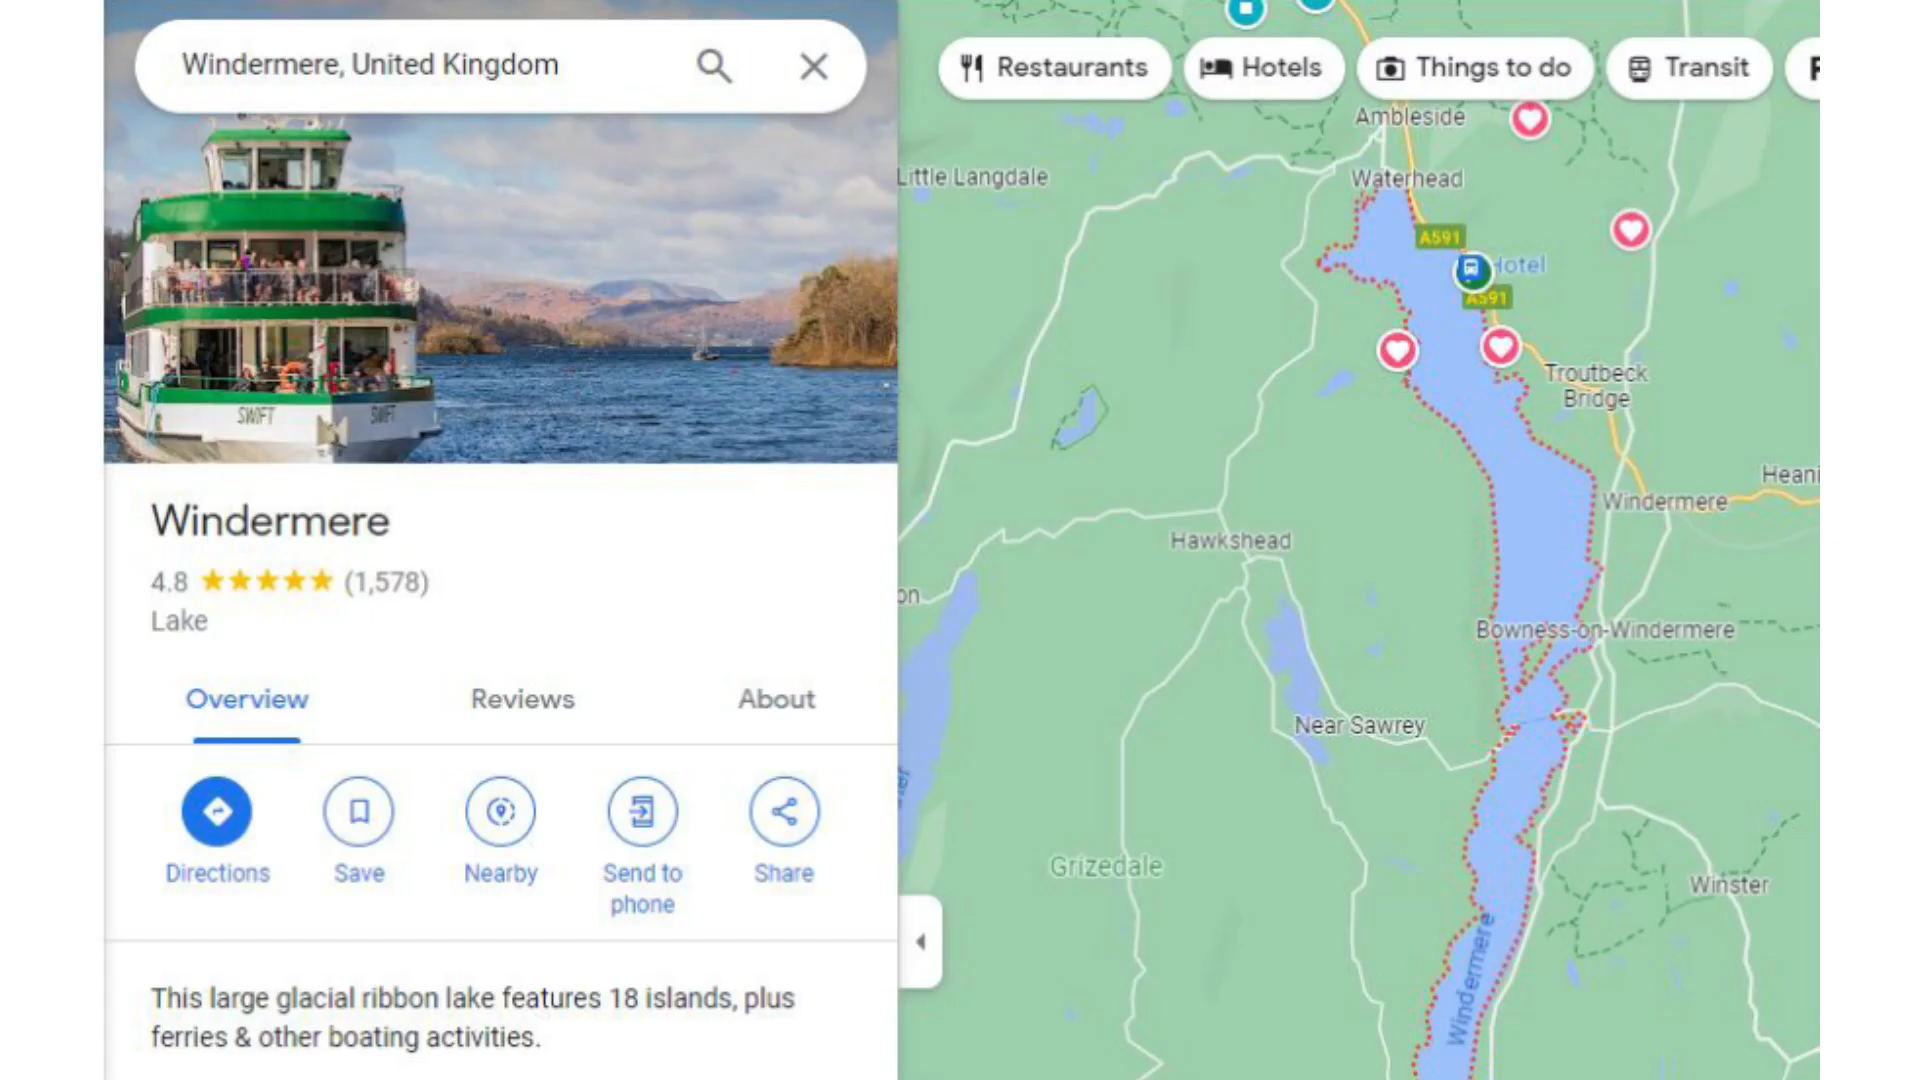 Windermere, United Kingdom
SWIFT
SWIFT
Windermere
4.8 (1,578)
Lake
Overview
Reviews
About
Directions
Save
Nearby
Send to
phone
Share
This large glacial ribbon lake features 18 islands, plus
ferries & other boating activities.
Restaurants
Hotels
Things to do
Transit
Ambleside
Little Langdale
Waterhead
A591
Hotel
A591
Troutbeck
Bridge
Heani
Windermere
Hawkshead
on
Bowness-on-Windermere
Near Sawrey
Grizedale
Winster
Windermere